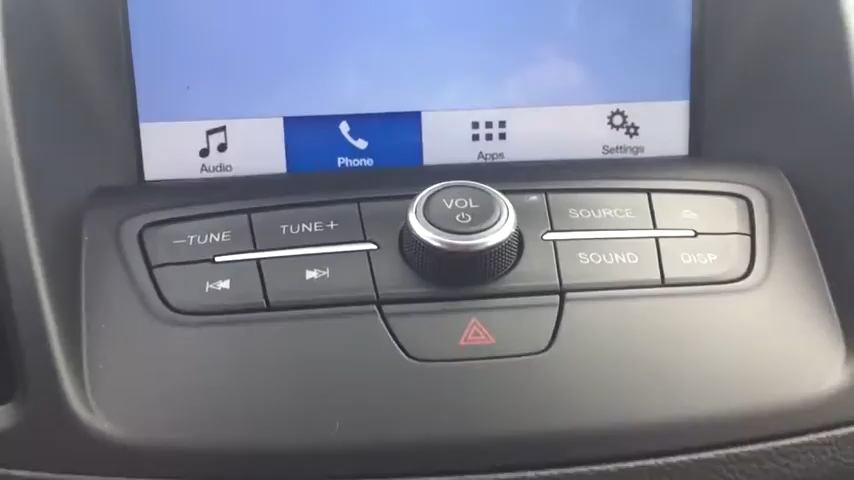 Audio
Phone
Apps
Settings
VOL
−TUNE
TUNE+
SOURCE
SOUND
DISP